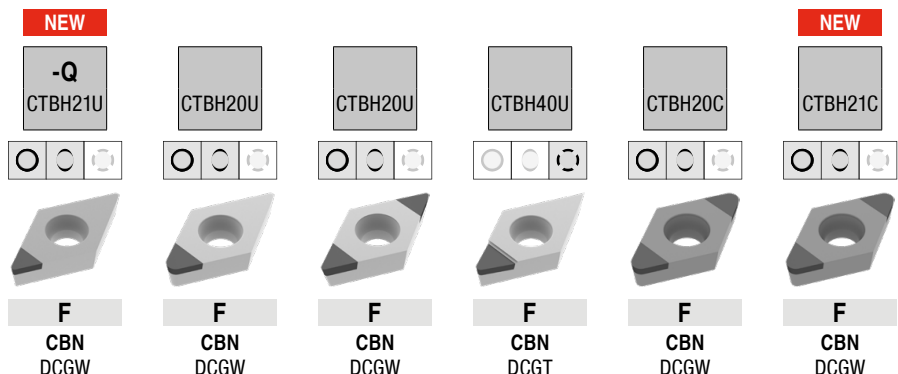 NEW NEW
-Q
CTBH21U CTBH20U CTBH20U CTBH40U CTBH20C CTBH21C
F F F F F F
CBN CBN CBN CBN CBN CBN
DCGW DCGW DCGW DCGT DCGW DCGW